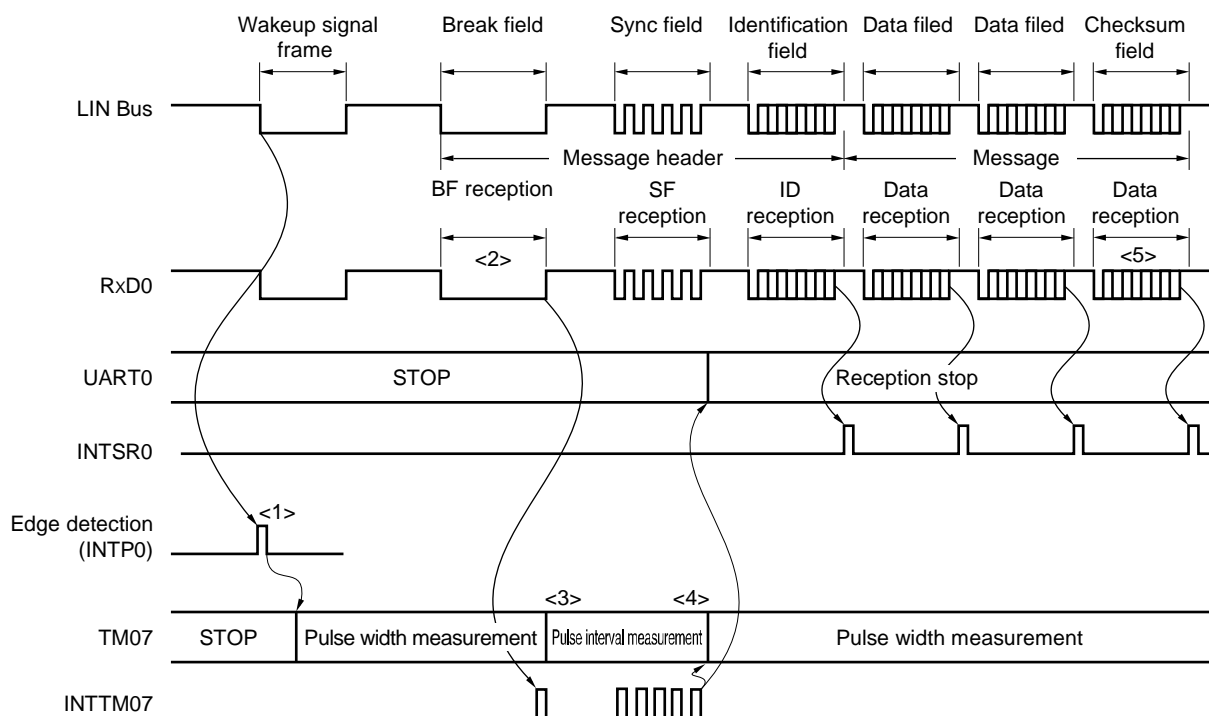 Wakeup signal frame
Break field
Sync field
Identification field
Data filed
Data filed
Checksum field
LIN Bus
Message header
Message
BF reception
SF reception
ID reception
Data reception
Data reception
Data reception
<2>
<5>
RxD0
UART0
STOP
Reception stop
INTSR0
Edge detection (INTP0)
<1>
<3>
<4>
TM07
STOP
Pulse width measurement
Pulse interval measurement
Pulse width measurement
INTTM07